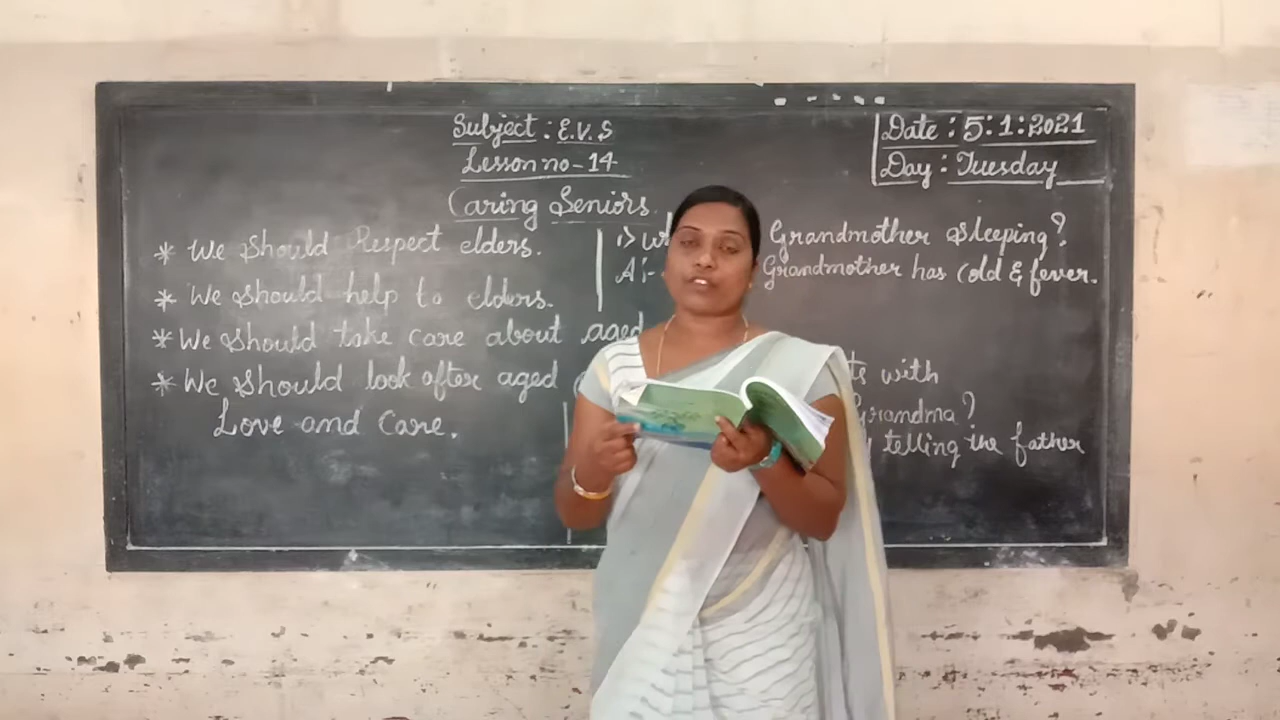 Subject : E.V.S
Lesson no - 14
Caring Seniors.
Date : 5:1:2021
Day : Tuesday
* We should Respect elders.
* We should help to elders.
* We should take care about aged
* We should look after aged
Love and Care.
1>
Grandmother sleeping?
A:- Grandmother has cold & fever.
with
Grandma?
telling the father